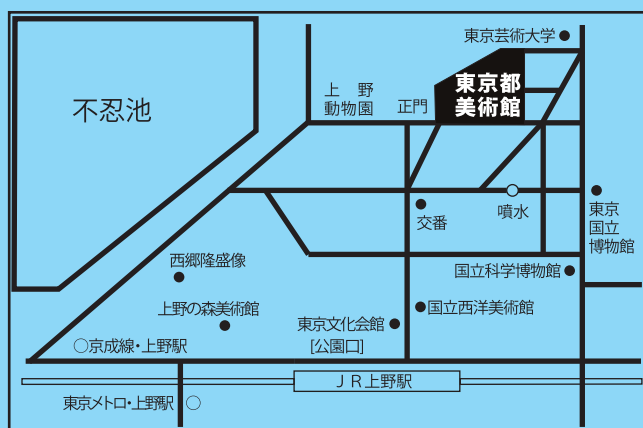 東京芸術大学
不忍池
上野
動物園
正門
東京都
美術館
交番
噴水
東京
国立
博物館
西郷隆盛像
国立科学博物館
上野の森美術館
東京文化会館
[公園口]
国立西洋美術館
京成線・上野駅
JR上野駅
東京メトロ・上野駅